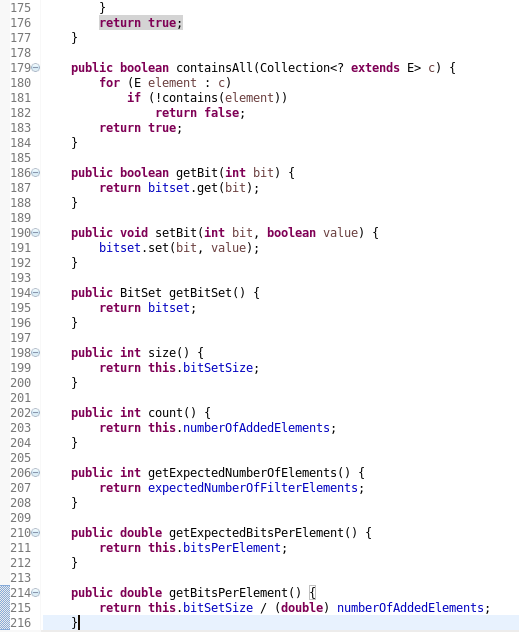 175         }
176         return true;
177     }
178
179     public boolean containsAll(Collection<? extends E> c) {
180         for (E element : c)
181             if (!contains(element))
182                 return false;
183         return true;
184     }
185
186     public boolean getBit(int bit) {
187         return bitset.get(bit);
188     }
189
190     public void setBit(int bit, boolean value) {
191         bitset.set(bit, value);
192     }
193
194     public BitSet getBitSet() {
195         return bitset;
196     }
197
198     public int size() {
199         return this.bitSetSize;
200     }
201
202     public int count() {
203         return this.numberOfAddedElements;
204     }
205
206     public int getExpectedNumberOfElements() {
207         return expectedNumberOfFilterElements;
208     }
209
210     public double getExpectedBitsPerElement() {
211         return this.bitsPerElement;
212     }
213
214     public double getBitsPerElement() {
215         return this.bitSetSize / (double) numberOfAddedElements;
216     }